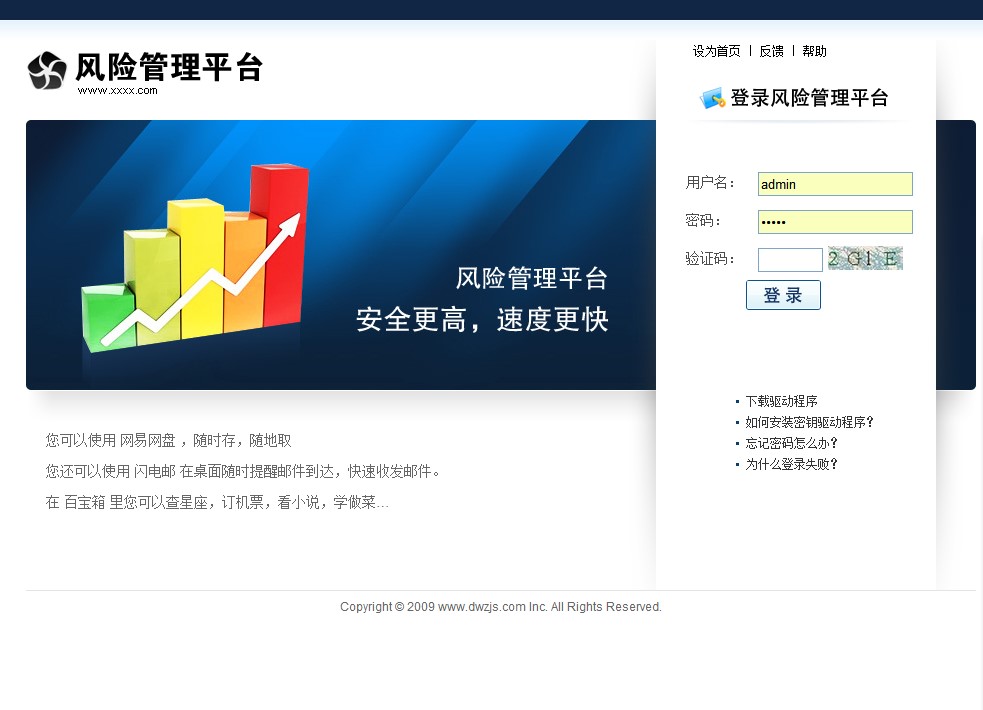 设为首页 | 反馈 | 帮助
风险管理平台
www.xxxx.com
登录风险管理平台
用户名：
admin
密码：
•••••
验证码：
2 G1 E
登 录
风险管理平台
安全更高，速度更快
下载驱动程序
如何安装密钥驱动程序？
忘记密码怎么办？
为什么登录失败？
您可以使用 网易网盘 ，随时存，随地取
您还可以使用 闪电邮 在桌面随时提醒邮件到达，快速收发邮件。
在 百宝箱 里您可以查星座，订机票，看小说，学做菜...
Copyright © 2009 www.dwzjs.com Inc. All Rights Reserved.